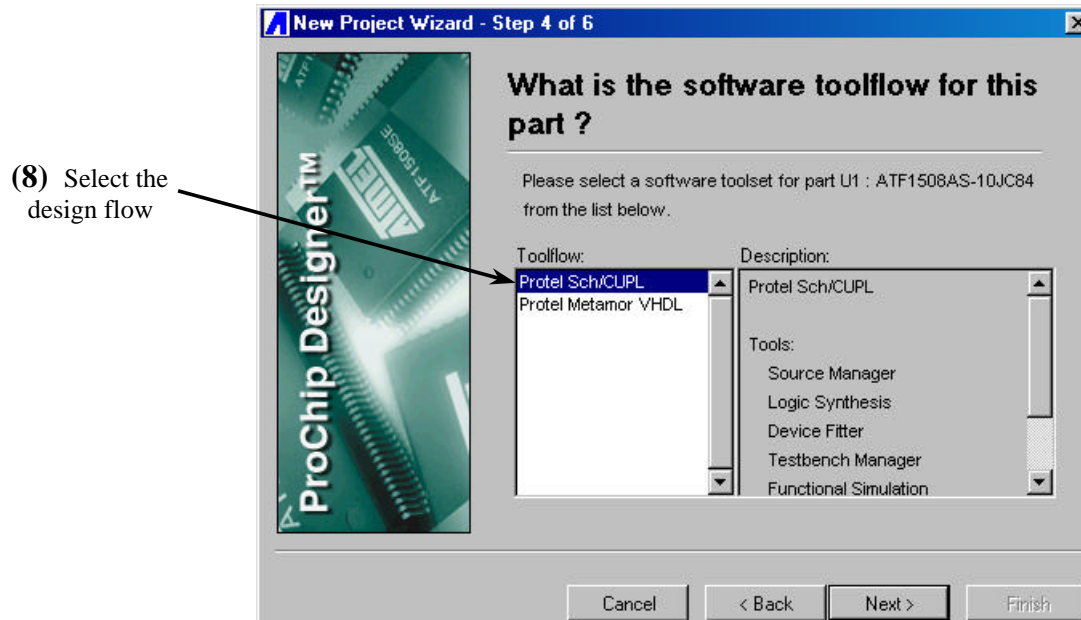 New Project Wizard - Step 4 of 6
What is the software toolflow for this
part ?
(8) Select the
design flow
Please select a software toolset for part U1 : ATF1508AS-10JC84
from the list below.
Toolflow:
Protel Sch/CUPL
Protel Metamor VHDL
Description:
Protel Sch/CUPL
Tools:
Source Manager
Logic Synthesis
Device Fitter
Testbench Manager
Functional Simulation
ProChip Designer™
ATMEL
ATF1508SE
Cancel
< Back
Next >
Finish